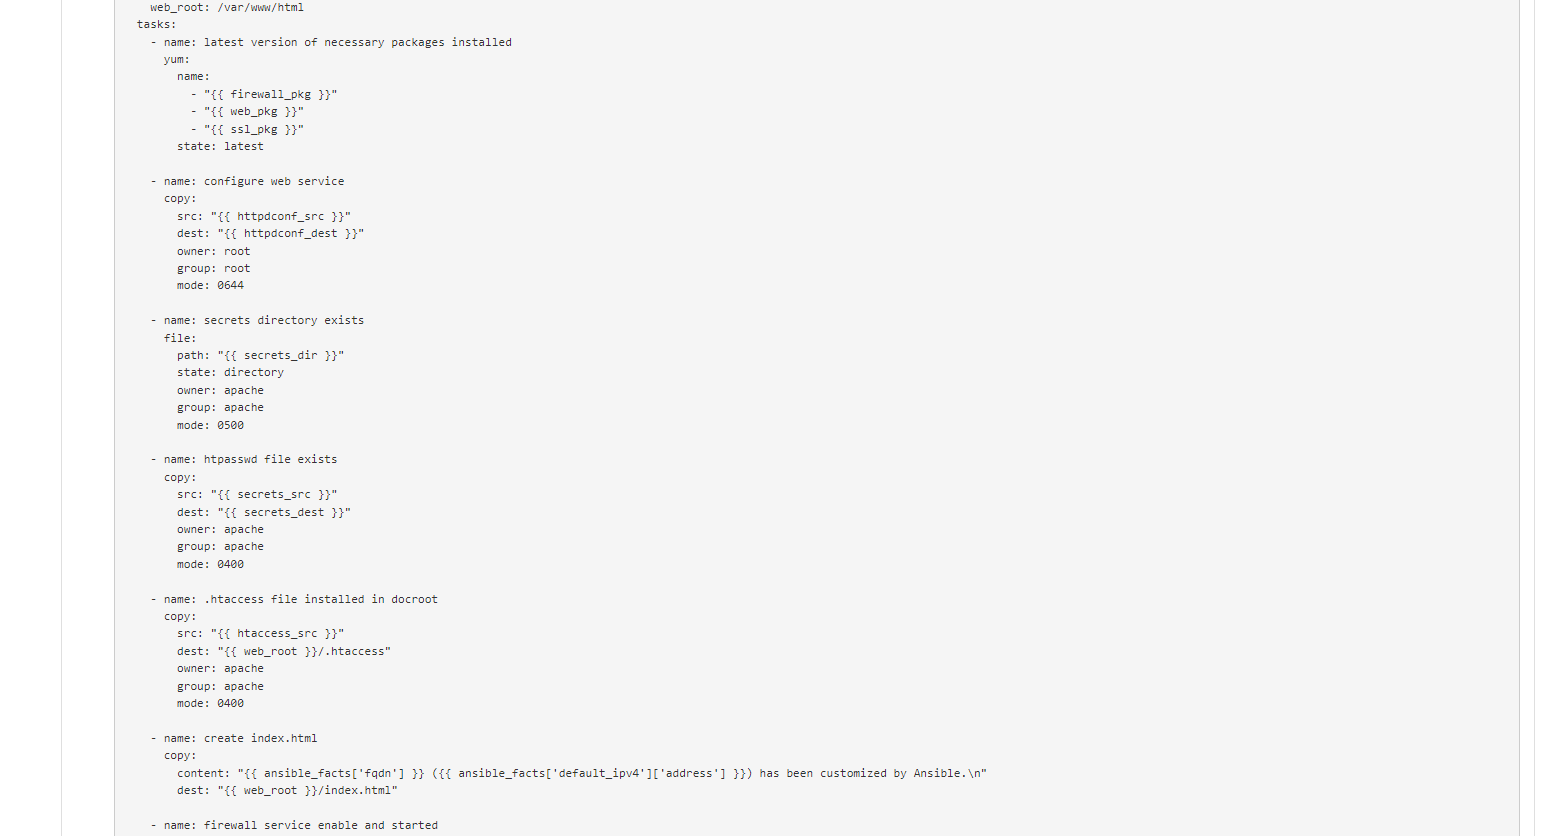 web_root: /var/www/html
tasks:
- name: latest version of necessary packages installed
yum:
name:
- "{{ firewall_pkg }}"
- "{{ web_pkg }}"
- "{{ ssl_pkg }}"
state: latest
- name: configure web service
copy:
src: "{{ httpdconf_src }}"
dest: "{{ httpdconf_dest }}"
owner: root
group: root
mode: 0644
- name: secrets directory exists
file:
path: "{{ secrets_dir }}"
state: directory
owner: apache
group: apache
mode: 0500
- name: htpasswd file exists
copy:
src: "{{ secrets_src }}"
dest: "{{ secrets_dest }}"
owner: apache
group: apache
mode: 0400
- name: .htaccess file installed in docroot
copy:
src: "{{ htaccess_src }}"
dest: "{{ web_root }}/.htaccess"
owner: apache
group: apache
mode: 0400
- name: create index.html
copy:
content: "{{ ansible_facts['fqdn'] }} ({{ ansible_facts['default_ipv4']['address'] }}) has been customized by Ansible.\n"
dest: "{{ web_root }}/index.html"
- name: firewall service enable and started